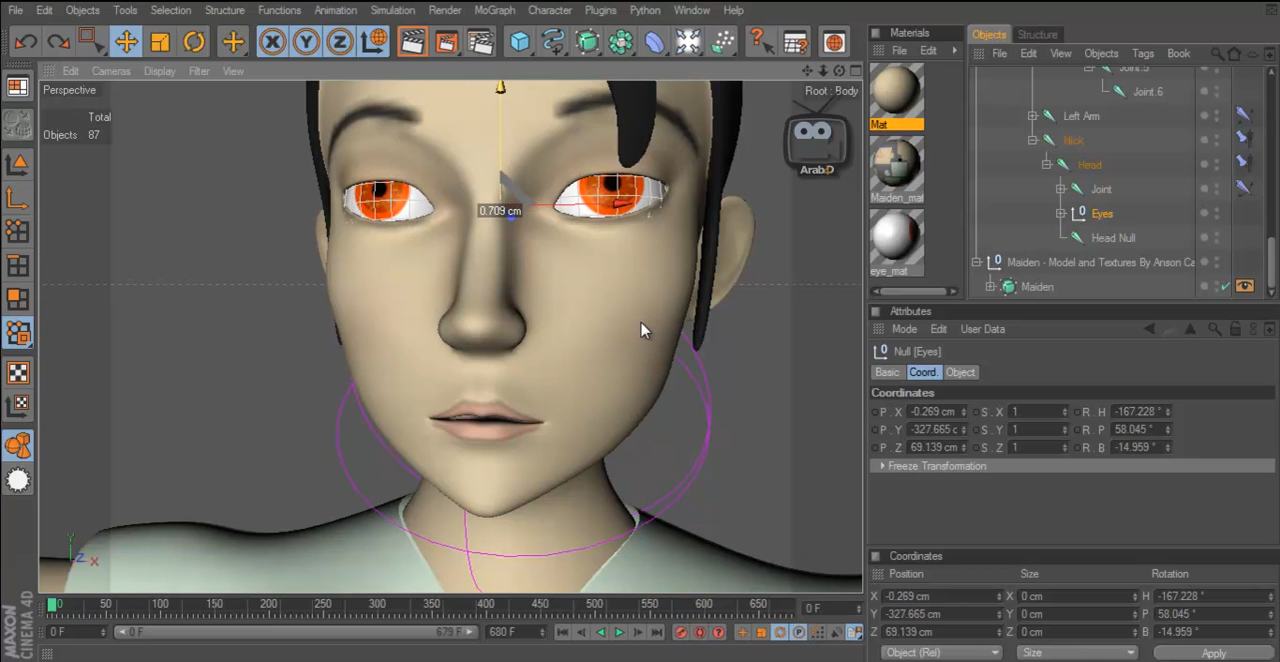 File Edit Objects Tools Selection Structure Functions Animation Simulation Render MoGraph Character Plugins Python Window Help
Edit Cameras Display Filter View
Perspective
Root : Body
Total
Objects 87
ArabD
0.709 cm
0 50 100 150 200 250 300 350 400 450 500 550 600 650
0 F
0 F
0 F
679 F
680 F
MAXON
CINEMA 4D
Materials
File Edit
Mat
Maiden_mat
eye_mat
Objects Structure
File Edit View Objects Tags Book
Joint.5
Joint.6
Left Arm
Head
Joint
Eyes
Head Null
Maiden - Model and Textures By Anson Ca
Maiden
Attributes
Mode Edit User Data
Null [Eyes]
Basic Coord. Object
Coordinates
P . X -0.269 cm S . X 1 R . H -167.228 °
P . Y -327.665 c S . Y 1 R . P 58.045 °
P . Z 69.139 cm S . Z 1 R . B -14.959 °
Freeze Transformation
Coordinates
Position Size Rotation
X -0.269 cm X 0 cm H -167.228 °
Y -327.665 cm Y 0 cm P 58.045 °
Z 69.139 cm Z 0 cm B -14.959 °
Object (Rel) Size Apply